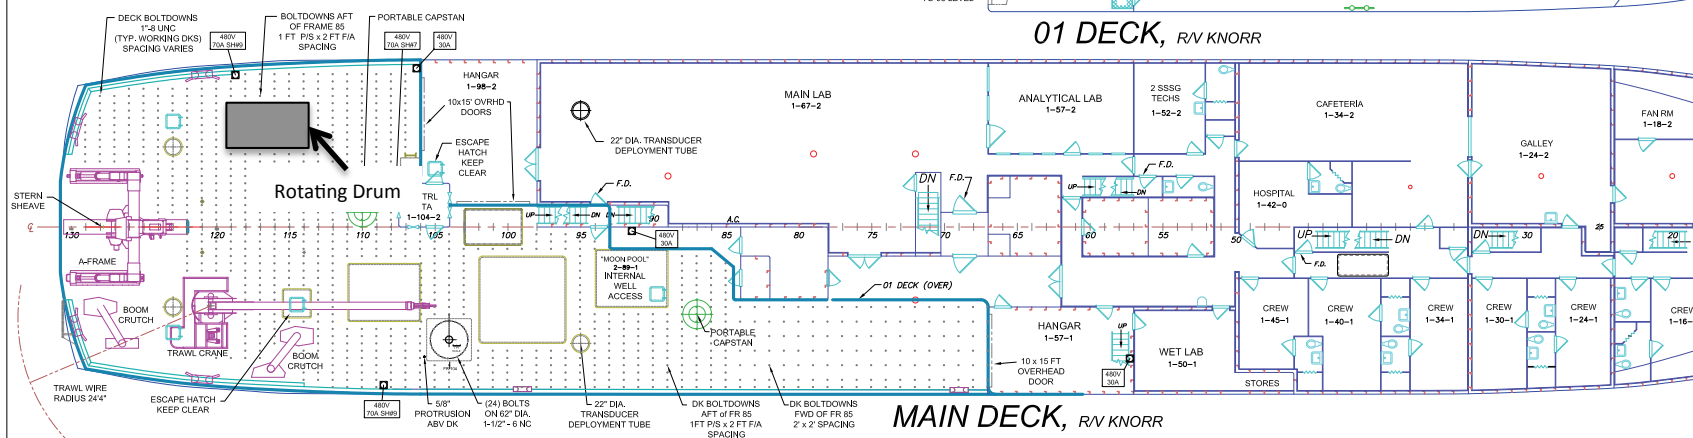 01 DECK, R/V KNORR
DECK BOLTDOWNS
1"-8 UNC
(TYP. WORKING DKS)
SPACING VARIES
480V
70A SH#9
BOLTDOWNS AFT
OF FRAME 85
1 FT P/S x 2 FT F/A
SPACING
PORTABLE CAPSTAN
480V
70A SH#7
480V
30A
HANGAR
1-98-2
10x15' OVRHD
DOORS
ESCAPE
HATCH
KEEP
CLEAR
MAIN LAB
1-67-2
22" DIA. TRANSDUCER
DEPLOYMENT TUBE
ANALYTICAL LAB
1-57-2
2 SSSG
TECHS
1-52-2
CAFETERIA
1-34-2
GALLEY
1-24-2
FAN RM
1-18-2
Rotating Drum
STERN
SHEAVE
TRL
TA
1-104-2
F.D.
DN
F.D.
F.D.
UP
DN
HOSPITAL
1-42-0
UP
DN
DN
90
A.C.
UP
DN
DN
130
120
115
110
105
100
95
85
80
75
70
65
60
55
50
30
25
20
480V
30A
A-FRAME
"MOON POOL"
2-89-1
INTERNAL
WELL
ACCESS
01 DECK (OVER)
F.D.
BOOM
CRUTCH
TRAWL CRANE
BOOM
CRUTCH
PORTABLE
CAPSTAN
HANGAR
1-57-1
UP
WET LAB
1-50-1
CREW
1-45-1
CREW
1-40-1
CREW
1-34-1
CREW
1-30-1
CREW
1-24-1
CREW
1-16-
STORES
10 x 15 FT
OVERHEAD
DOOR
480V
30A
TRAWL WIRE
RADIUS 24'4"
ESCAPE HATCH
KEEP CLEAR
480V
70A SH#9
5/8"
PROTRUSION
ABV DK
(24) BOLTS
ON 62" DIA.
1-1/2" - 6 NC
22" DIA.
TRANSDUCER
DEPLOYMENT TUBE
DK BOLTDOWNS
AFT of FR 85
1FT P/S x 2 FT F/A
SPACING
DK BOLTDOWNS
FWD OF FR 85
2' x 2' SPACING
MAIN DECK, R/V KNORR